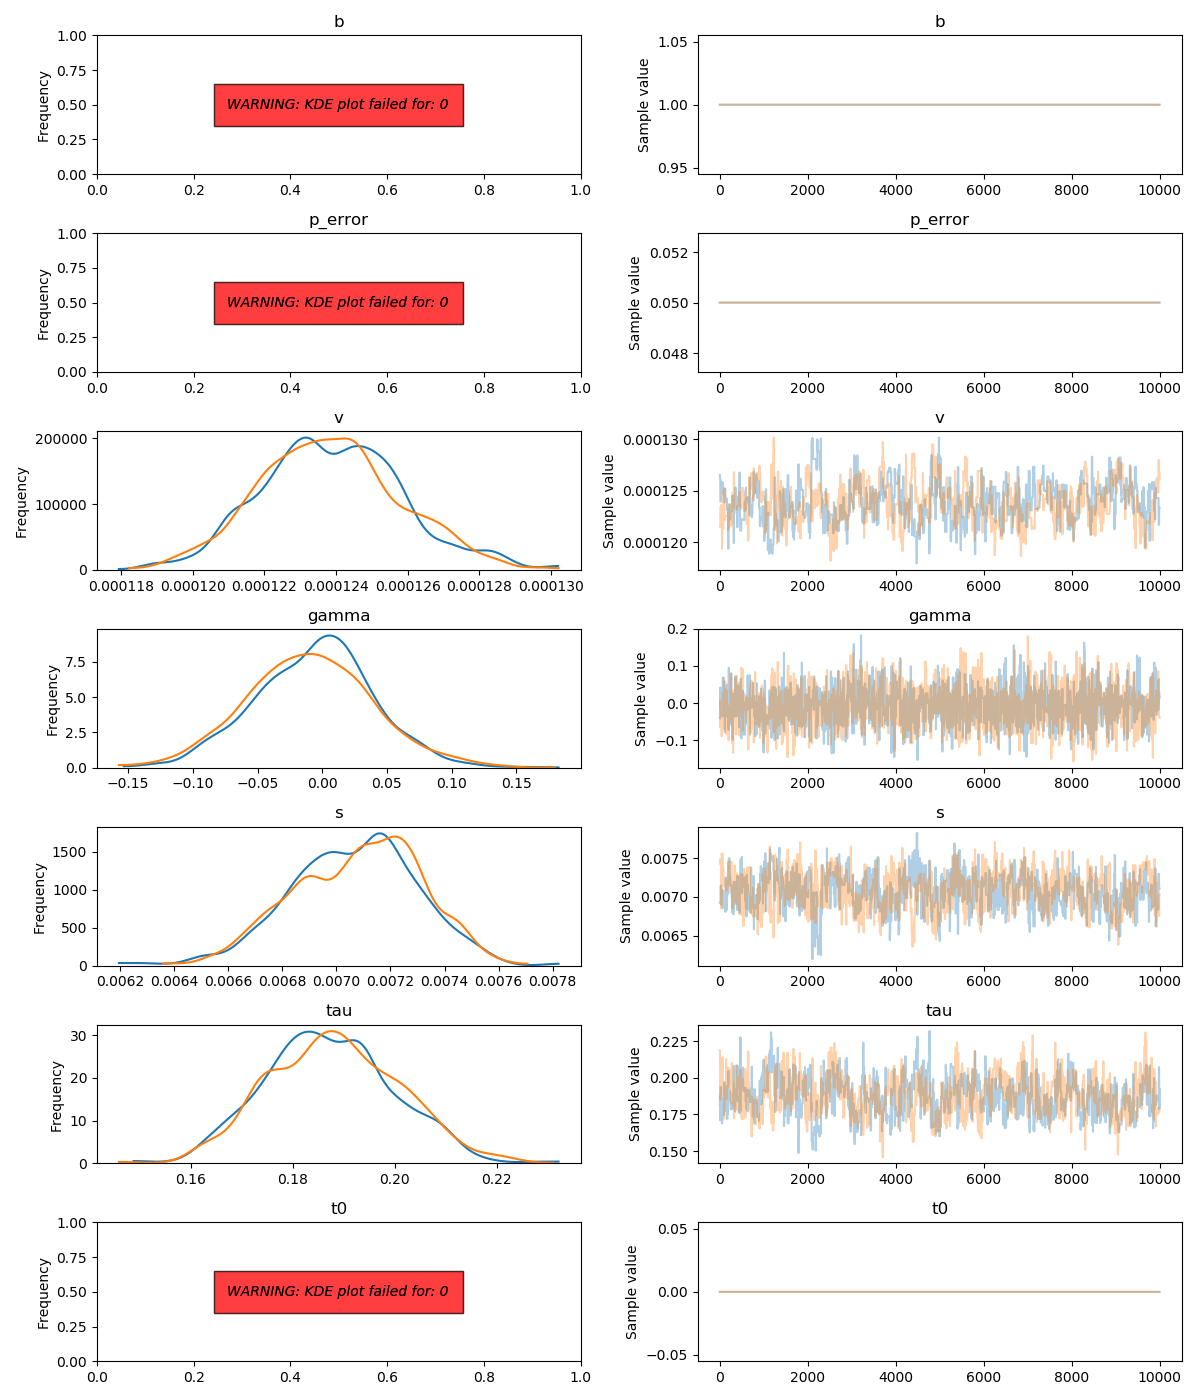 b
b
Frequency
1.00
0.75
0.50
0.25
0.00
WARNING: KDE plot failed for: 0
0.0 0.2 0.4 0.6 0.8 1.0
Sample value
1.05
1.00
0.95
0 2000 4000 6000 8000 10000
p_error
p_error
Frequency
1.00
0.75
0.50
0.25
0.00
WARNING: KDE plot failed for: 0
0.0 0.2 0.4 0.6 0.8 1.0
Sample value
0.052
0.050
0.048
0 2000 4000 6000 8000 10000
v
v
Frequency
200000
100000
0
0.000118 0.000120 0.000122 0.000124 0.000126 0.000128 0.000130
Sample value
0.000130
0.000125
0.000120
0 2000 4000 6000 8000 10000
gamma
gamma
Frequency
7.5
5.0
2.5
0.0
−0.15 −0.10 −0.05 0.00 0.05 0.10 0.15
Sample value
0.2
0.1
0.0
−0.1
0 2000 4000 6000 8000 10000
s
s
Frequency
1500
1000
500
0
0.0062 0.0064 0.0066 0.0068 0.0070 0.0072 0.0074 0.0076 0.0078
Sample value
0.0075
0.0070
0.0065
0 2000 4000 6000 8000 10000
tau
tau
Frequency
30
20
10
0
0.16 0.18 0.20 0.22
Sample value
0.225
0.200
0.175
0.150
0 2000 4000 6000 8000 10000
t0
t0
Frequency
1.00
0.75
0.50
0.25
0.00
WARNING: KDE plot failed for: 0
0.0 0.2 0.4 0.6 0.8 1.0
Sample value
0.05
0.00
−0.05
0 2000 4000 6000 8000 10000